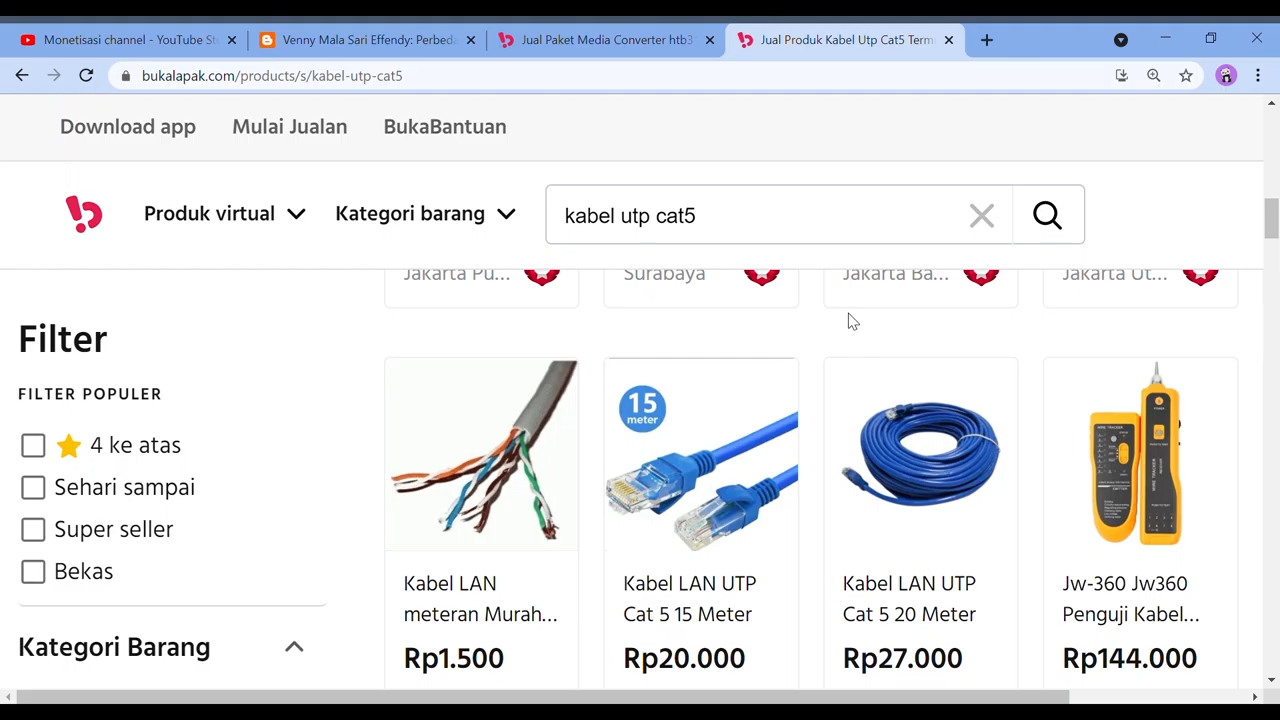 Monetisasi channel - YouTube St
Venny Mala Sari Effendy: Perbeda
Jual Paket Media Converter htb3
Jual Produk Kabel Utp Cat5 Term
bukalapak.com/products/s/kabel-utp-cat5
Download app
Mulai Jualan
BukaBantuan
Produk virtual
Kategori barang
kabel utp cat5
Jakarta Pu...
Surabaya
Jakarta Ba...
Jakarta Ut...
Filter
FILTER POPULER
4 ke atas
Sehari sampai
Super seller
Bekas
Kategori Barang
15
meter
Kabel LAN
meteran Murah...
Rp1.500
Kabel LAN UTP
Cat 5 15 Meter
Rp20.000
Kabel LAN UTP
Cat 5 20 Meter
Rp27.000
Jw-360 Jw360
Penguji Kabel...
Rp144.000